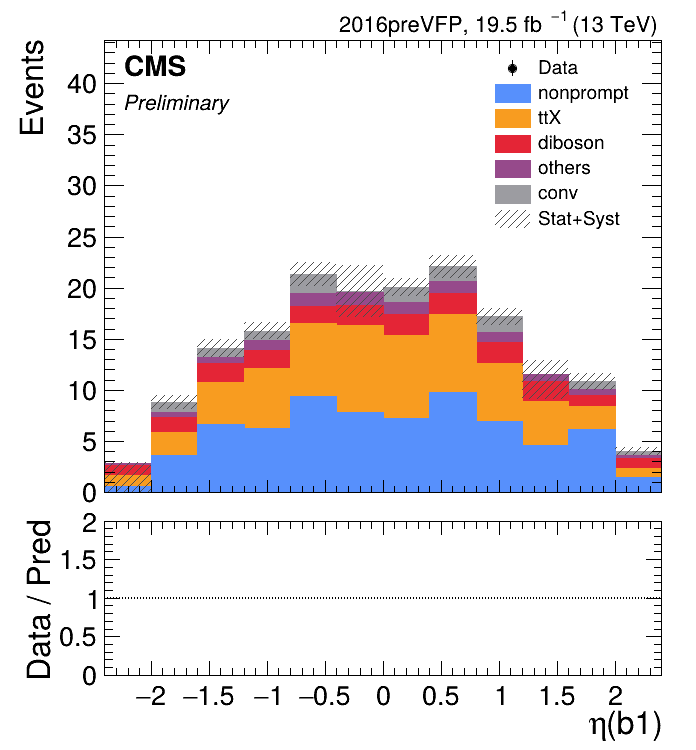 2016preVFP, 19.5 fb⁻¹ (13 TeV)
CMS
Preliminary
Events
40
35
30
25
20
15
10
5
0
Data
nonprompt
ttX
diboson
others
conv
Stat+Syst
Data / Pred
2
1.5
1
0.5
0
−2 −1.5 −1 −0.5 0 0.5 1 1.5 2
η(b1)